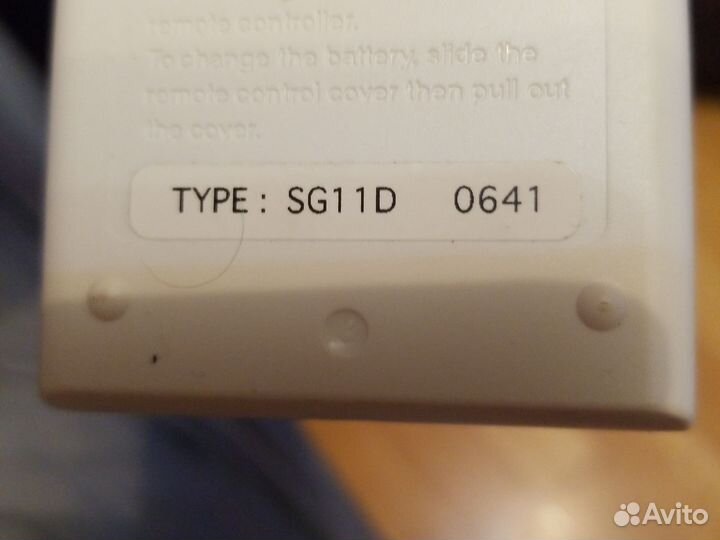 remote controller.
To change the battery, slide the
remote control cover then pull out
the cover.
TYPE: SG11D 0641
Avito